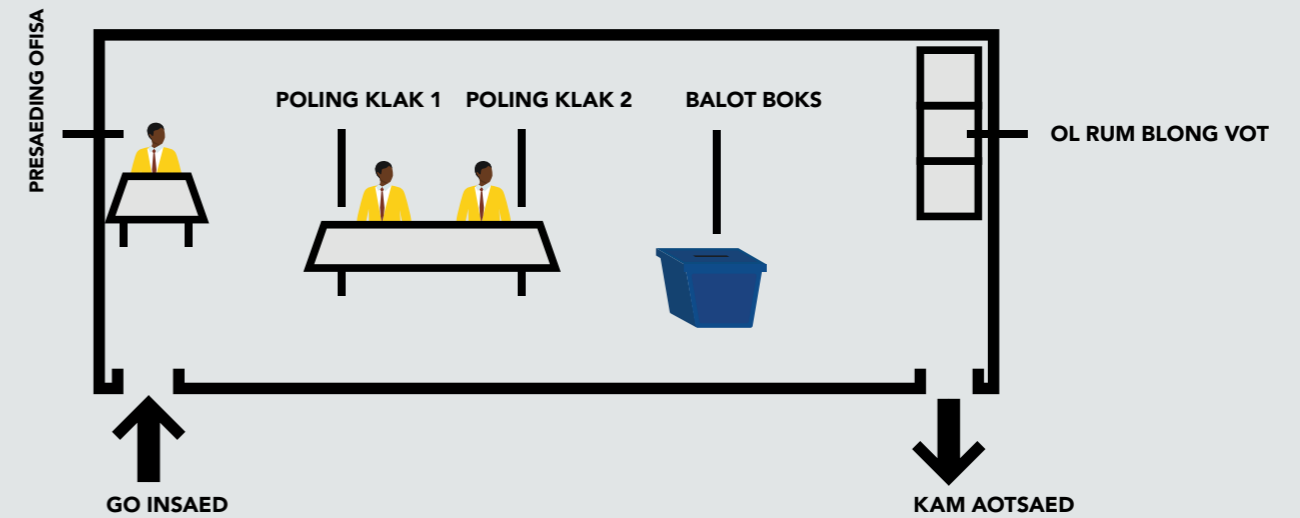 PRESAEDING OFISA
POLING KLAK 1
POLING KLAK 2
BALOT BOKS
OL RUM BLONG VOT
GO INSAED
KAM AOTSAED